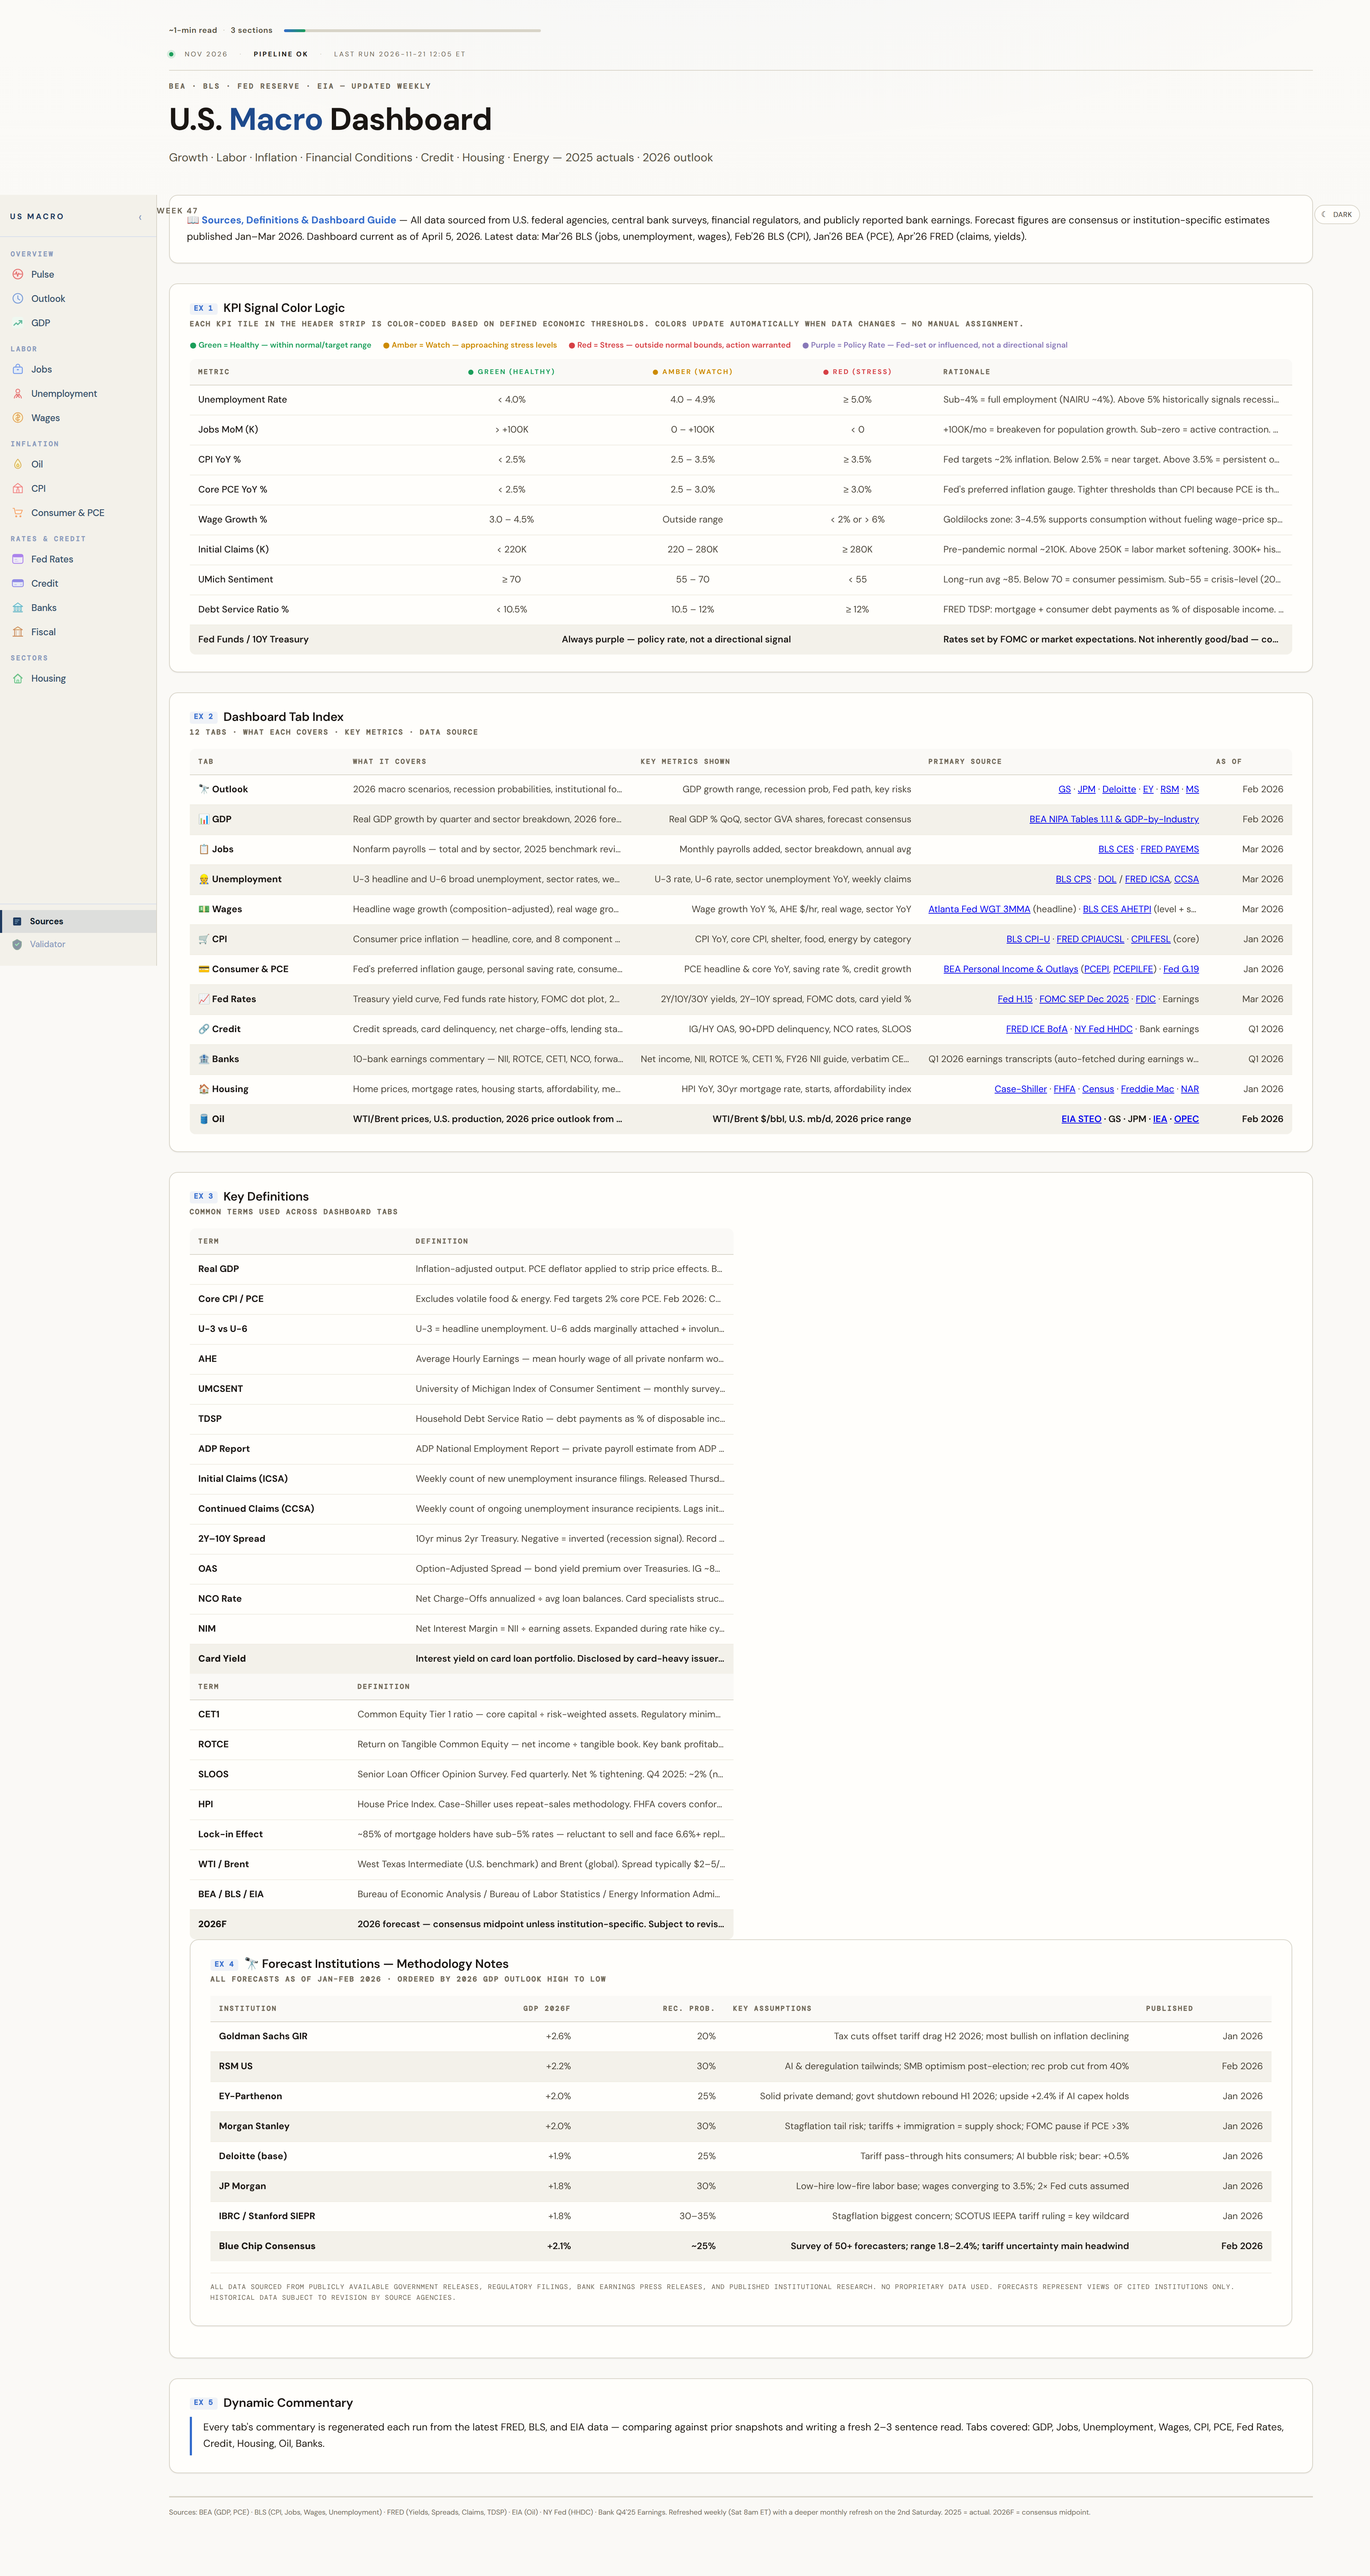 ~1-min read 3 sections
NOV 2026 PIPELINE OK LAST RUN 2026-11-21 12:05 ET
BEA · BLS · FED RESERVE · EIA — UPDATED WEEKLY
U.S. Macro Dashboard
Growth · Labor · Inflation · Financial Conditions · Credit · Housing · Energy — 2025 actuals · 2026 outlook
US MACRO ‹
OVERVIEW
Pulse
Outlook
GDP
LABOR
Jobs
Unemployment
Wages
INFLATION
Oil
CPI
Consumer & PCE
RATES & CREDIT
Fed Rates
Credit
Banks
Fiscal
SECTORS
Housing
Sources
Validator
WEEK 47
DARK
📖 Sources, Definitions & Dashboard Guide — All data sourced from U.S. federal agencies, central bank surveys, financial regulators, and publicly reported bank earnings. Forecast figures are consensus or institution-specific estimates
published Jan–Mar 2026. Dashboard current as of April 5, 2026. Latest data: Mar'26 BLS (jobs, unemployment, wages), Feb'26 BLS (CPI), Jan'26 BEA (PCE), Apr'26 FRED (claims, yields).
EX 1 KPI Signal Color Logic
EACH KPI TILE IN THE HEADER STRIP IS COLOR-CODED BASED ON DEFINED ECONOMIC THRESHOLDS. COLORS UPDATE AUTOMATICALLY WHEN DATA CHANGES — NO MANUAL ASSIGNMENT.
● Green = Healthy — within normal/target range ● Amber = Watch — approaching stress levels ● Red = Stress — outside normal bounds, action warranted ● Purple = Policy Rate — Fed-set or influenced, not a directional signal
METRIC ● GREEN (HEALTHY) ● AMBER (WATCH) ● RED (STRESS) RATIONALE
Unemployment Rate < 4.0% 4.0 – 4.9% ≥ 5.0% Sub-4% = full employment (NAIRU ~4%). Above 5% historically signals recessi…
Jobs MoM (K) > +100K 0 – +100K < 0 +100K/mo = breakeven for population growth. Sub-zero = active contraction. …
CPI YoY % < 2.5% 2.5 – 3.5% ≥ 3.5% Fed targets ~2% inflation. Below 2.5% = near target. Above 3.5% = persistent o…
Core PCE YoY % < 2.5% 2.5 – 3.0% ≥ 3.0% Fed's preferred inflation gauge. Tighter thresholds than CPI because PCE is th…
Wage Growth % 3.0 – 4.5% Outside range < 2% or > 6% Goldilocks zone: 3-4.5% supports consumption without fueling wage-price sp…
Initial Claims (K) < 220K 220 – 280K ≥ 280K Pre-pandemic normal ~210K. Above 250K = labor market softening. 300K+ his…
UMich Sentiment ≥ 70 55 – 70 < 55 Long-run avg ~85. Below 70 = consumer pessimism. Sub-55 = crisis-level (20…
Debt Service Ratio % < 10.5% 10.5 – 12% ≥ 12% FRED TDSP: mortgage + consumer debt payments as % of disposable income. …
Fed Funds / 10Y Treasury Always purple — policy rate, not a directional signal Rates set by FOMC or market expectations. Not inherently good/bad — co…
EX 2 Dashboard Tab Index
12 TABS · WHAT EACH COVERS · KEY METRICS · DATA SOURCE
TAB WHAT IT COVERS KEY METRICS SHOWN PRIMARY SOURCE AS OF
🔭 Outlook 2026 macro scenarios, recession probabilities, institutional fo… GDP growth range, recession prob, Fed path, key risks GS · JPM · Deloitte · EY · RSM · MS Feb 2026
📊 GDP Real GDP growth by quarter and sector breakdown, 2026 fore… Real GDP % QoQ, sector GVA shares, forecast consensus BEA NIPA Tables 1.1.1 & GDP-by-Industry Feb 2026
📋 Jobs Nonfarm payrolls — total and by sector, 2025 benchmark revi… Monthly payrolls added, sector breakdown, annual avg BLS CES · FRED PAYEMS Mar 2026
👷 Unemployment U-3 headline and U-6 broad unemployment, sector rates, we… U-3 rate, U-6 rate, sector unemployment YoY, weekly claims BLS CPS · DOL / FRED ICSA, CCSA Mar 2026
💵 Wages Headline wage growth (composition-adjusted), real wage gro… Wage growth YoY %, AHE $/hr, real wage, sector YoY Atlanta Fed WGT 3MMA (headline) · BLS CES AHETPI (level + s… Mar 2026
🛒 CPI Consumer price inflation — headline, core, and 8 component … CPI YoY, core CPI, shelter, food, energy by category BLS CPI-U · FRED CPIAUCSL · CPILFESL (core) Jan 2026
💳 Consumer & PCE Fed's preferred inflation gauge, personal saving rate, consume… PCE headline & core YoY, saving rate %, credit growth BEA Personal Income & Outlays (PCEPI, PCEPILFE) · Fed G.19 Jan 2026
📈 Fed Rates Treasury yield curve, Fed funds rate history, FOMC dot plot, 2… 2Y/10Y/30Y yields, 2Y–10Y spread, FOMC dots, card yield % Fed H.15 · FOMC SEP Dec 2025 · FDIC · Earnings Mar 2026
🔗 Credit Credit spreads, card delinquency, net charge-offs, lending sta… IG/HY OAS, 90+DPD delinquency, NCO rates, SLOOS FRED ICE BofA · NY Fed HHDC · Bank earnings Q1 2026
🏦 Banks 10-bank earnings commentary — NII, ROTCE, CET1, NCO, forwa… Net income, NII, ROTCE %, CET1 %, FY26 NII guide, verbatim CE… Q1 2026 earnings transcripts (auto-fetched during earnings w… Q1 2026
🏠 Housing Home prices, mortgage rates, housing starts, affordability, me… HPI YoY, 30yr mortgage rate, starts, affordability index Case-Shiller · FHFA · Census · Freddie Mac · NAR Jan 2026
🛢️ Oil WTI/Brent prices, U.S. production, 2026 price outlook from … WTI/Brent $/bbl, U.S. mb/d, 2026 price range EIA STEO · GS · JPM · IEA · OPEC Feb 2026
EX 3 Key Definitions
COMMON TERMS USED ACROSS DASHBOARD TABS
TERM DEFINITION
Real GDP Inflation-adjusted output. PCE deflator applied to strip price effects. B…
Core CPI / PCE Excludes volatile food & energy. Fed targets 2% core PCE. Feb 2026: C…
U-3 vs U-6 U-3 = headline unemployment. U-6 adds marginally attached + involun…
AHE Average Hourly Earnings — mean hourly wage of all private nonfarm wo…
UMCSENT University of Michigan Index of Consumer Sentiment — monthly survey…
TDSP Household Debt Service Ratio — debt payments as % of disposable inc…
ADP Report ADP National Employment Report — private payroll estimate from ADP …
Initial Claims (ICSA) Weekly count of new unemployment insurance filings. Released Thursd…
Continued Claims (CCSA) Weekly count of ongoing unemployment insurance recipients. Lags init…
2Y–10Y Spread 10yr minus 2yr Treasury. Negative = inverted (recession signal). Record …
OAS Option-Adjusted Spread — bond yield premium over Treasuries. IG ~8…
NCO Rate Net Charge-Offs annualized ÷ avg loan balances. Card specialists struc…
NIM Net Interest Margin = NII ÷ earning assets. Expanded during rate hike cy…
Card Yield Interest yield on card loan portfolio. Disclosed by card-heavy issuer…
TERM DEFINITION
CET1 Common Equity Tier 1 ratio — core capital ÷ risk-weighted assets. Regulatory minim…
ROTCE Return on Tangible Common Equity — net income ÷ tangible book. Key bank profitab…
SLOOS Senior Loan Officer Opinion Survey. Fed quarterly. Net % tightening. Q4 2025: ~2% (n…
HPI House Price Index. Case-Shiller uses repeat-sales methodology. FHFA covers confor…
Lock-in Effect ~85% of mortgage holders have sub-5% rates — reluctant to sell and face 6.6%+ repl…
WTI / Brent West Texas Intermediate (U.S. benchmark) and Brent (global). Spread typically $2–5/…
BEA / BLS / EIA Bureau of Economic Analysis / Bureau of Labor Statistics / Energy Information Admi…
2026F 2026 forecast — consensus midpoint unless institution-specific. Subject to revis…
EX 4 🔭 Forecast Institutions — Methodology Notes
ALL FORECASTS AS OF JAN–FEB 2026 · ORDERED BY 2026 GDP OUTLOOK HIGH TO LOW
INSTITUTION GDP 2026F REC. PROB. KEY ASSUMPTIONS PUBLISHED
Goldman Sachs GIR +2.6% 20% Tax cuts offset tariff drag H2 2026; most bullish on inflation declining Jan 2026
RSM US +2.2% 30% AI & deregulation tailwinds; SMB optimism post-election; rec prob cut from 40% Feb 2026
EY-Parthenon +2.0% 25% Solid private demand; govt shutdown rebound H1 2026; upside +2.4% if AI capex holds Jan 2026
Morgan Stanley +2.0% 30% Stagflation tail risk; tariffs + immigration = supply shock; FOMC pause if PCE >3% Jan 2026
Deloitte (base) +1.9% 25% Tariff pass-through hits consumers; AI bubble risk; bear: +0.5% Jan 2026
JP Morgan +1.8% 30% Low-hire low-fire labor base; wages converging to 3.5%; 2× Fed cuts assumed Jan 2026
IBRC / Stanford SIEPR +1.8% 30–35% Stagflation biggest concern; SCOTUS IEEPA tariff ruling = key wildcard Jan 2026
Blue Chip Consensus +2.1% ~25% Survey of 50+ forecasters; range 1.8–2.4%; tariff uncertainty main headwind Feb 2026
ALL DATA SOURCED FROM PUBLICLY AVAILABLE GOVERNMENT RELEASES, REGULATORY FILINGS, BANK EARNINGS PRESS RELEASES, AND PUBLISHED INSTITUTIONAL RESEARCH. NO PROPRIETARY DATA USED. FORECASTS REPRESENT VIEWS OF CITED INSTITUTIONS ONLY.
HISTORICAL DATA SUBJECT TO REVISION BY SOURCE AGENCIES.
EX 5 Dynamic Commentary
Every tab's commentary is regenerated each run from the latest FRED, BLS, and EIA data — comparing against prior snapshots and writing a fresh 2–3 sentence read. Tabs covered: GDP, Jobs, Unemployment, Wages, CPI, PCE, Fed Rates,
Credit, Housing, Oil, Banks.
Sources: BEA (GDP, PCE) · BLS (CPI, Jobs, Wages, Unemployment) · FRED (Yields, Spreads, Claims, TDSP) · EIA (Oil) · NY Fed (HHDC) · Bank Q4'25 Earnings. Refreshed weekly (Sat 8am ET) with a deeper monthly refresh on the 2nd Saturday. 2025 = actual. 2026F = consensus midpoint.